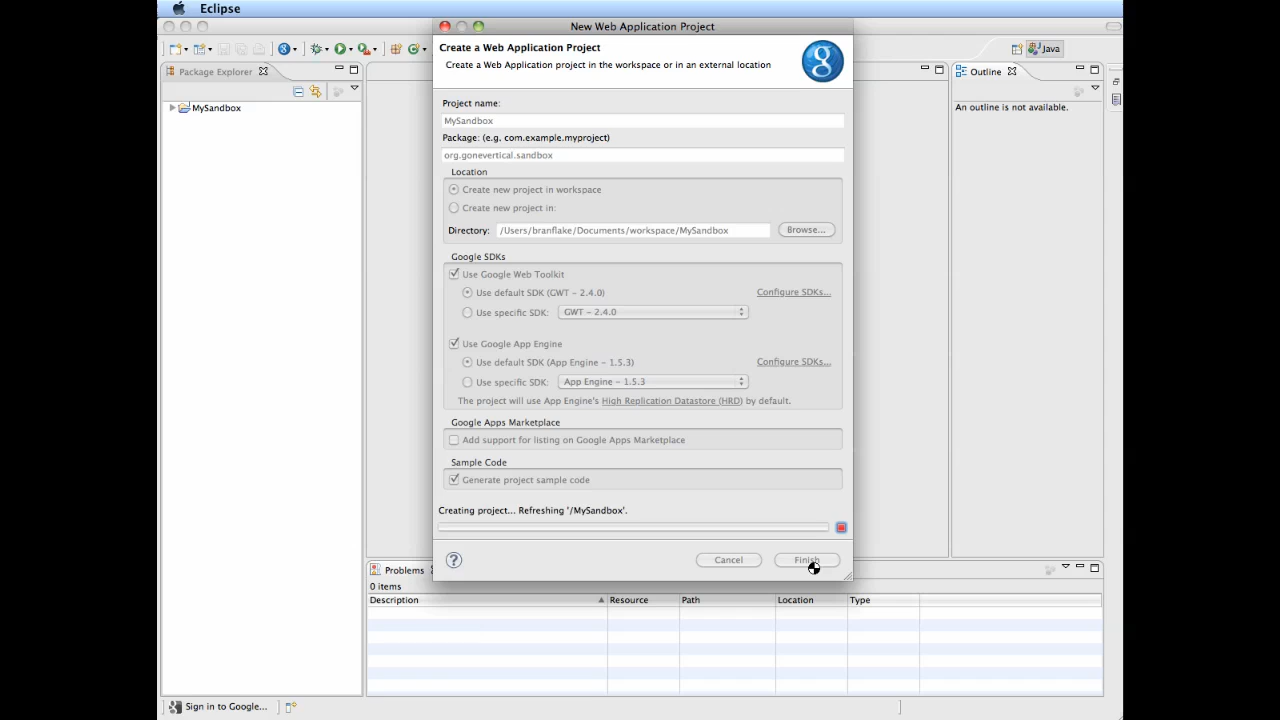 Eclipse
New Web Application Project
Create a Web Application Project
Create a Web Application project in the workspace or in an external location
Java
Package Explorer
MySandbox
Outline
An outline is not available.
Project name:
MySandbox
Package: (e.g. com.example.myproject)
org.gonevertical.sandbox
Location
Create new project in workspace
Create new project in:
Directory: /Users/branflake/Documents/workspace/MySandbox Browse...
Google SDKs
Use Google Web Toolkit
Use default SDK (GWT - 2.4.0) Configure SDKs...
Use specific SDK: GWT - 2.4.0
Use Google App Engine
Use default SDK (App Engine - 1.5.3) Configure SDKs...
Use specific SDK: App Engine - 1.5.3
The project will use App Engine's High Replication Datastore (HRD) by default.
Google Apps Marketplace
Add support for listing on Google Apps Marketplace
Sample Code
Generate project sample code
Creating project... Refreshing '/MySandbox'.
? Cancel Finish
Problems
0 items
Description Resource Path Location Type
Sign in to Google...